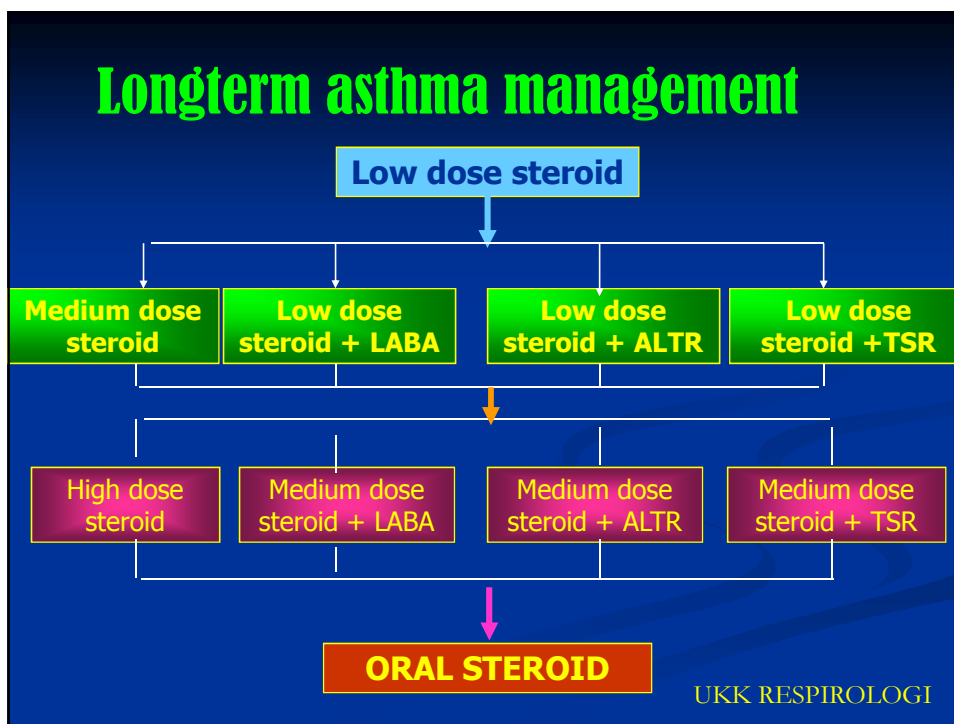 Longterm asthma management
Low dose steroid
Medium dose
steroid
Low dose
steroid + LABA
Low dose
steroid + ALTR
Low dose
steroid +TSR
High dose
steroid
Medium dose
steroid + LABA
Medium dose
steroid + ALTR
Medium dose
steroid + TSR
ORAL STEROID
UKK RESPIROLOGI